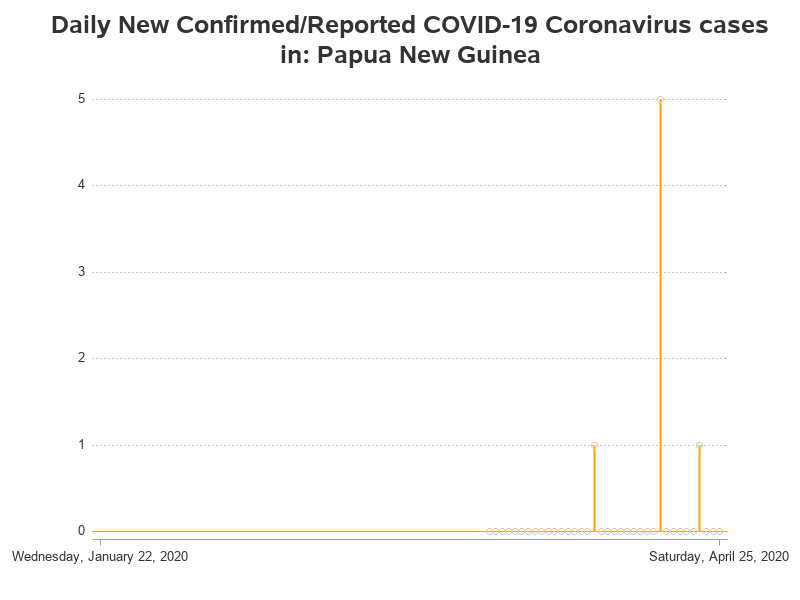 Daily New Confirmed/Reported COVID-19 Coronavirus cases
in: Papua New Guinea
5
4
3
2
1
0
Wednesday, January 22, 2020 Saturday, April 25, 2020